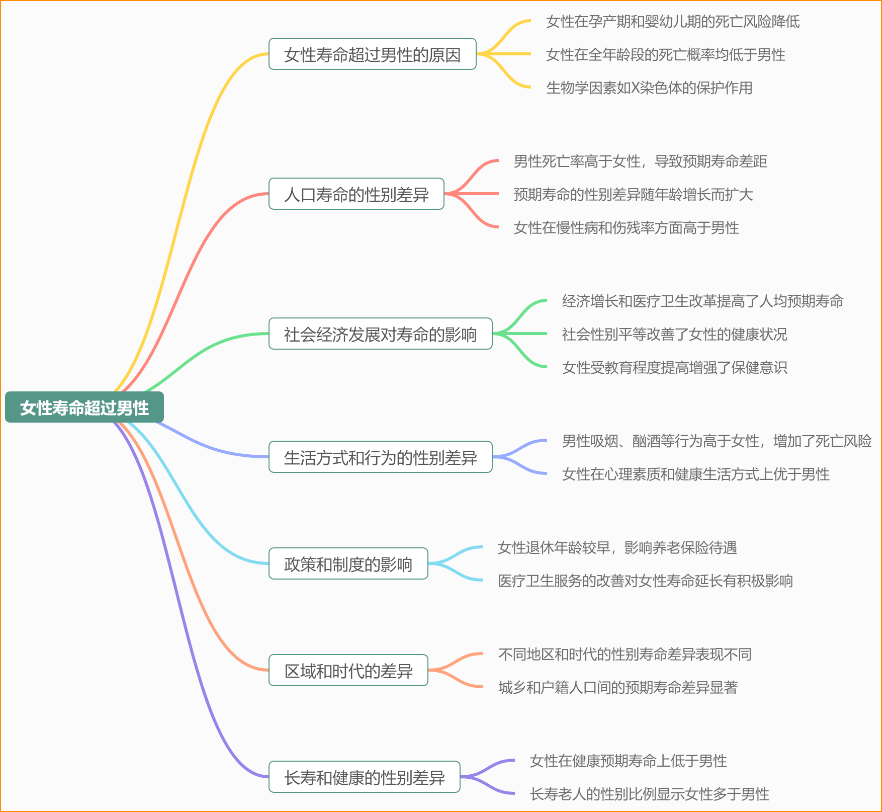 女性寿命超过男性
女性寿命超过男性的原因
女性在孕产期和婴幼儿期的死亡风险降低
女性在全年龄段的死亡概率均低于男性
生物学因素如X染色体的保护作用
人口寿命的性别差异
男性死亡率高于女性，导致预期寿命差距
预期寿命的性别差异随年龄增长而扩大
女性在慢性病和伤残率方面高于男性
社会经济发展对寿命的影响
经济增长和医疗卫生改革提高了人均预期寿命
社会性别平等改善了女性的健康状况
女性受教育程度提高增强了保健意识
生活方式和行为的性别差异
男性吸烟、酗酒等行为高于女性，增加了死亡风险
女性在心理素质和健康生活方式上优于男性
政策和制度的影响
女性退休年龄较早，影响养老保险待遇
医疗卫生服务的改善对女性寿命延长有积极影响
区域和时代的差异
不同地区和时代的性别寿命差异表现不同
城乡和户籍人口间的预期寿命差异显著
长寿和健康的性别差异
女性在健康预期寿命上低于男性
长寿老人的性别比例显示女性多于男性